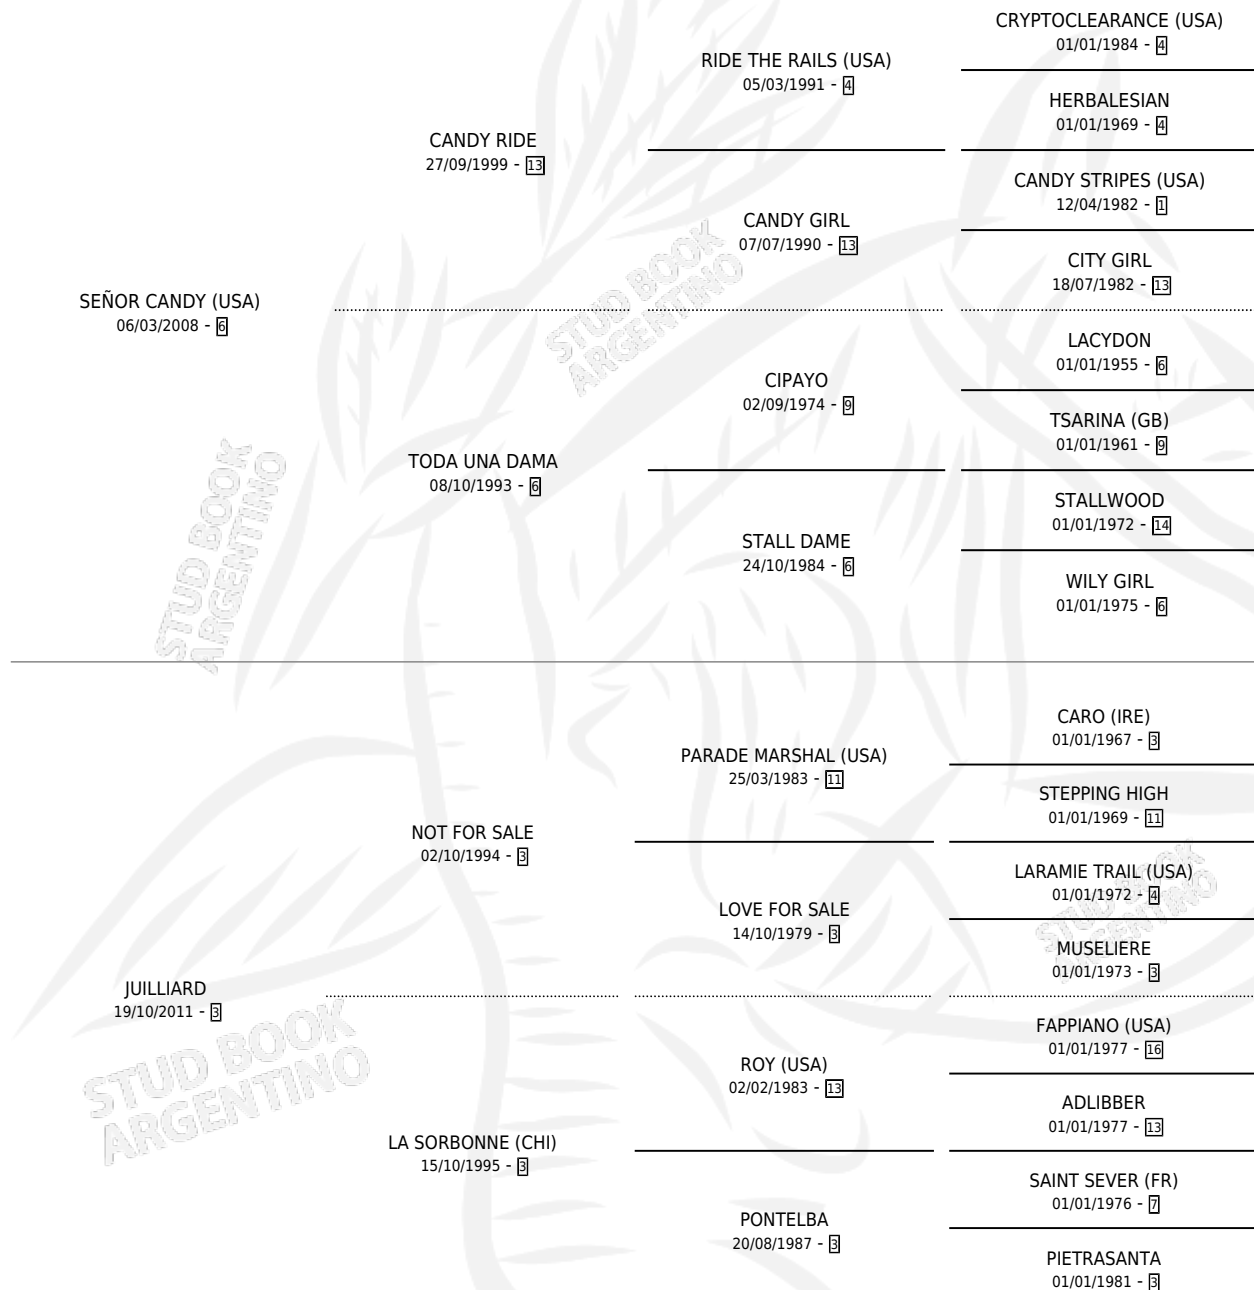 CRYPTOCLEARANCE (USA)
01/01/1984 - 4
RIDE THE RAILS (USA)
05/03/1991 - 4
HERBALESIAN
01/01/1969 - 4
CANDY RIDE
27/09/1999 - 13
CANDY STRIPES (USA)
12/04/1982 - 1
CANDY GIRL
07/07/1990 - 13
CITY GIRL
18/07/1982 - 13
SEÑOR CANDY (USA)
06/03/2008 - 6
LACYDON
01/01/1955 - 6
CIPAYO
02/09/1974 - 9
TSARINA (GB)
01/01/1961 - 9
TODA UNA DAMA
08/10/1993 - 6
STALLWOOD
01/01/1972 - 14
STALL DAME
24/10/1984 - 6
WILY GIRL
01/01/1975 - 6
STUD BOOK
ARGENTINO
STUD BOOK
ARGENTINO
CARO (IRE)
01/01/1967 - 3
PARADE MARSHAL (USA)
25/03/1983 - 11
STEPPING HIGH
01/01/1969 - 11
NOT FOR SALE
02/10/1994 - 3
LARAMIE TRAIL (USA)
01/01/1972 - 4
LOVE FOR SALE
14/10/1979 - 3
MUSELIERE
01/01/1973 - 3
STUD BOOK
ARGENTINO
JUILLIARD
19/10/2011 - 3
FAPPIANO (USA)
01/01/1977 - 16
ROY (USA)
02/02/1983 - 13
ADLIBBER
01/01/1977 - 13
STUD BOOK
ARGENTINO
LA SORBONNE (CHI)
15/10/1995 - 3
SAINT SEVER (FR)
01/01/1976 - 7
PONTELBA
20/08/1987 - 3
PIETRASANTA
01/01/1981 - 3